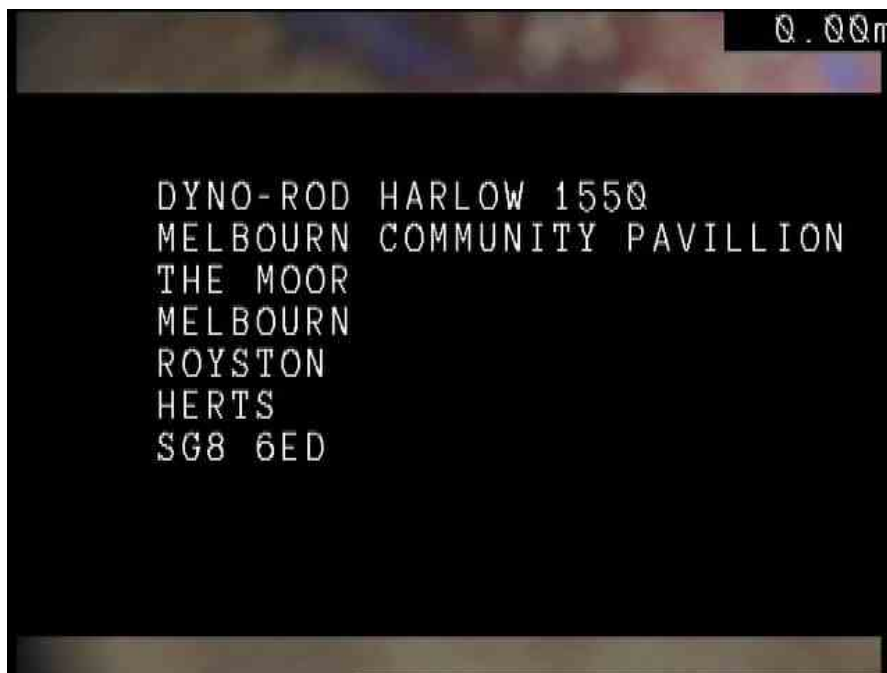 0.00m
DYNO-ROD HARLOW 1550
MELBOURN COMMUNITY PAVILLION
THE MOOR
MELBOURN
ROYSTON
HERTS
SG8 6ED